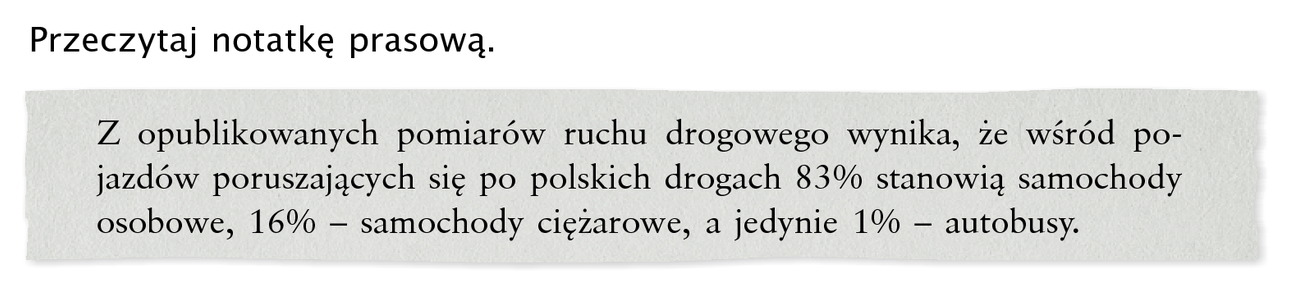 Przeczytaj notatkę prasową.
Z opublikowanych pomiarów ruchu drogowego wynika, że wśród po-
jazdów poruszających się po polskich drogach 83% stanowią samochody
osobowe, 16% – samochody ciężarowe, a jedynie 1% – autobusy.